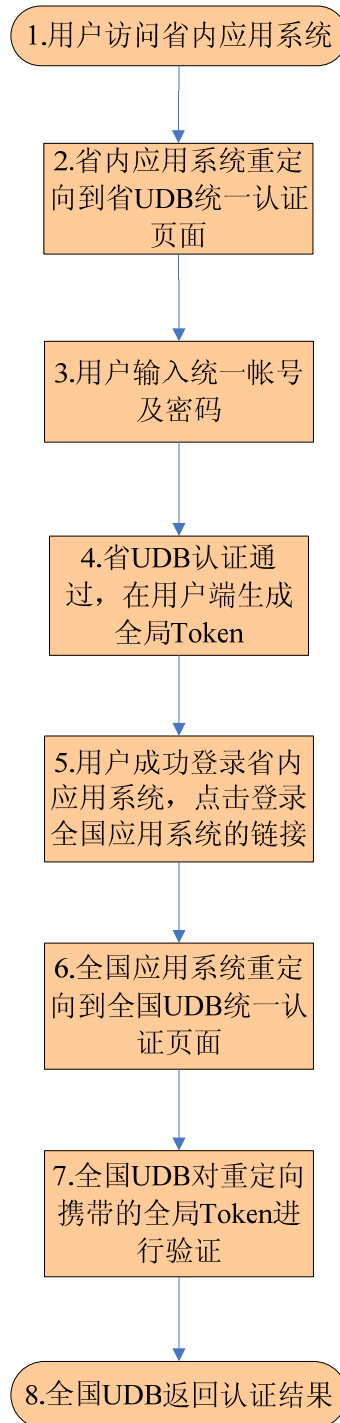 1.用户访问省内应用系统
2.省内应用系统重定
向到省UDB统一认证
页面
3.用户输入统一帐号
及密码
4.省UDB认证通
过，在用户端生成
全局Token
5.用户成功登录省内
应用系统，点击登录
全国应用系统的链接
6.全国应用系统重定
向到全国UDB统一认
证页面
7.全国UDB对重定向
携带的全局Token进
行验证
8.全国UDB返回认证结果